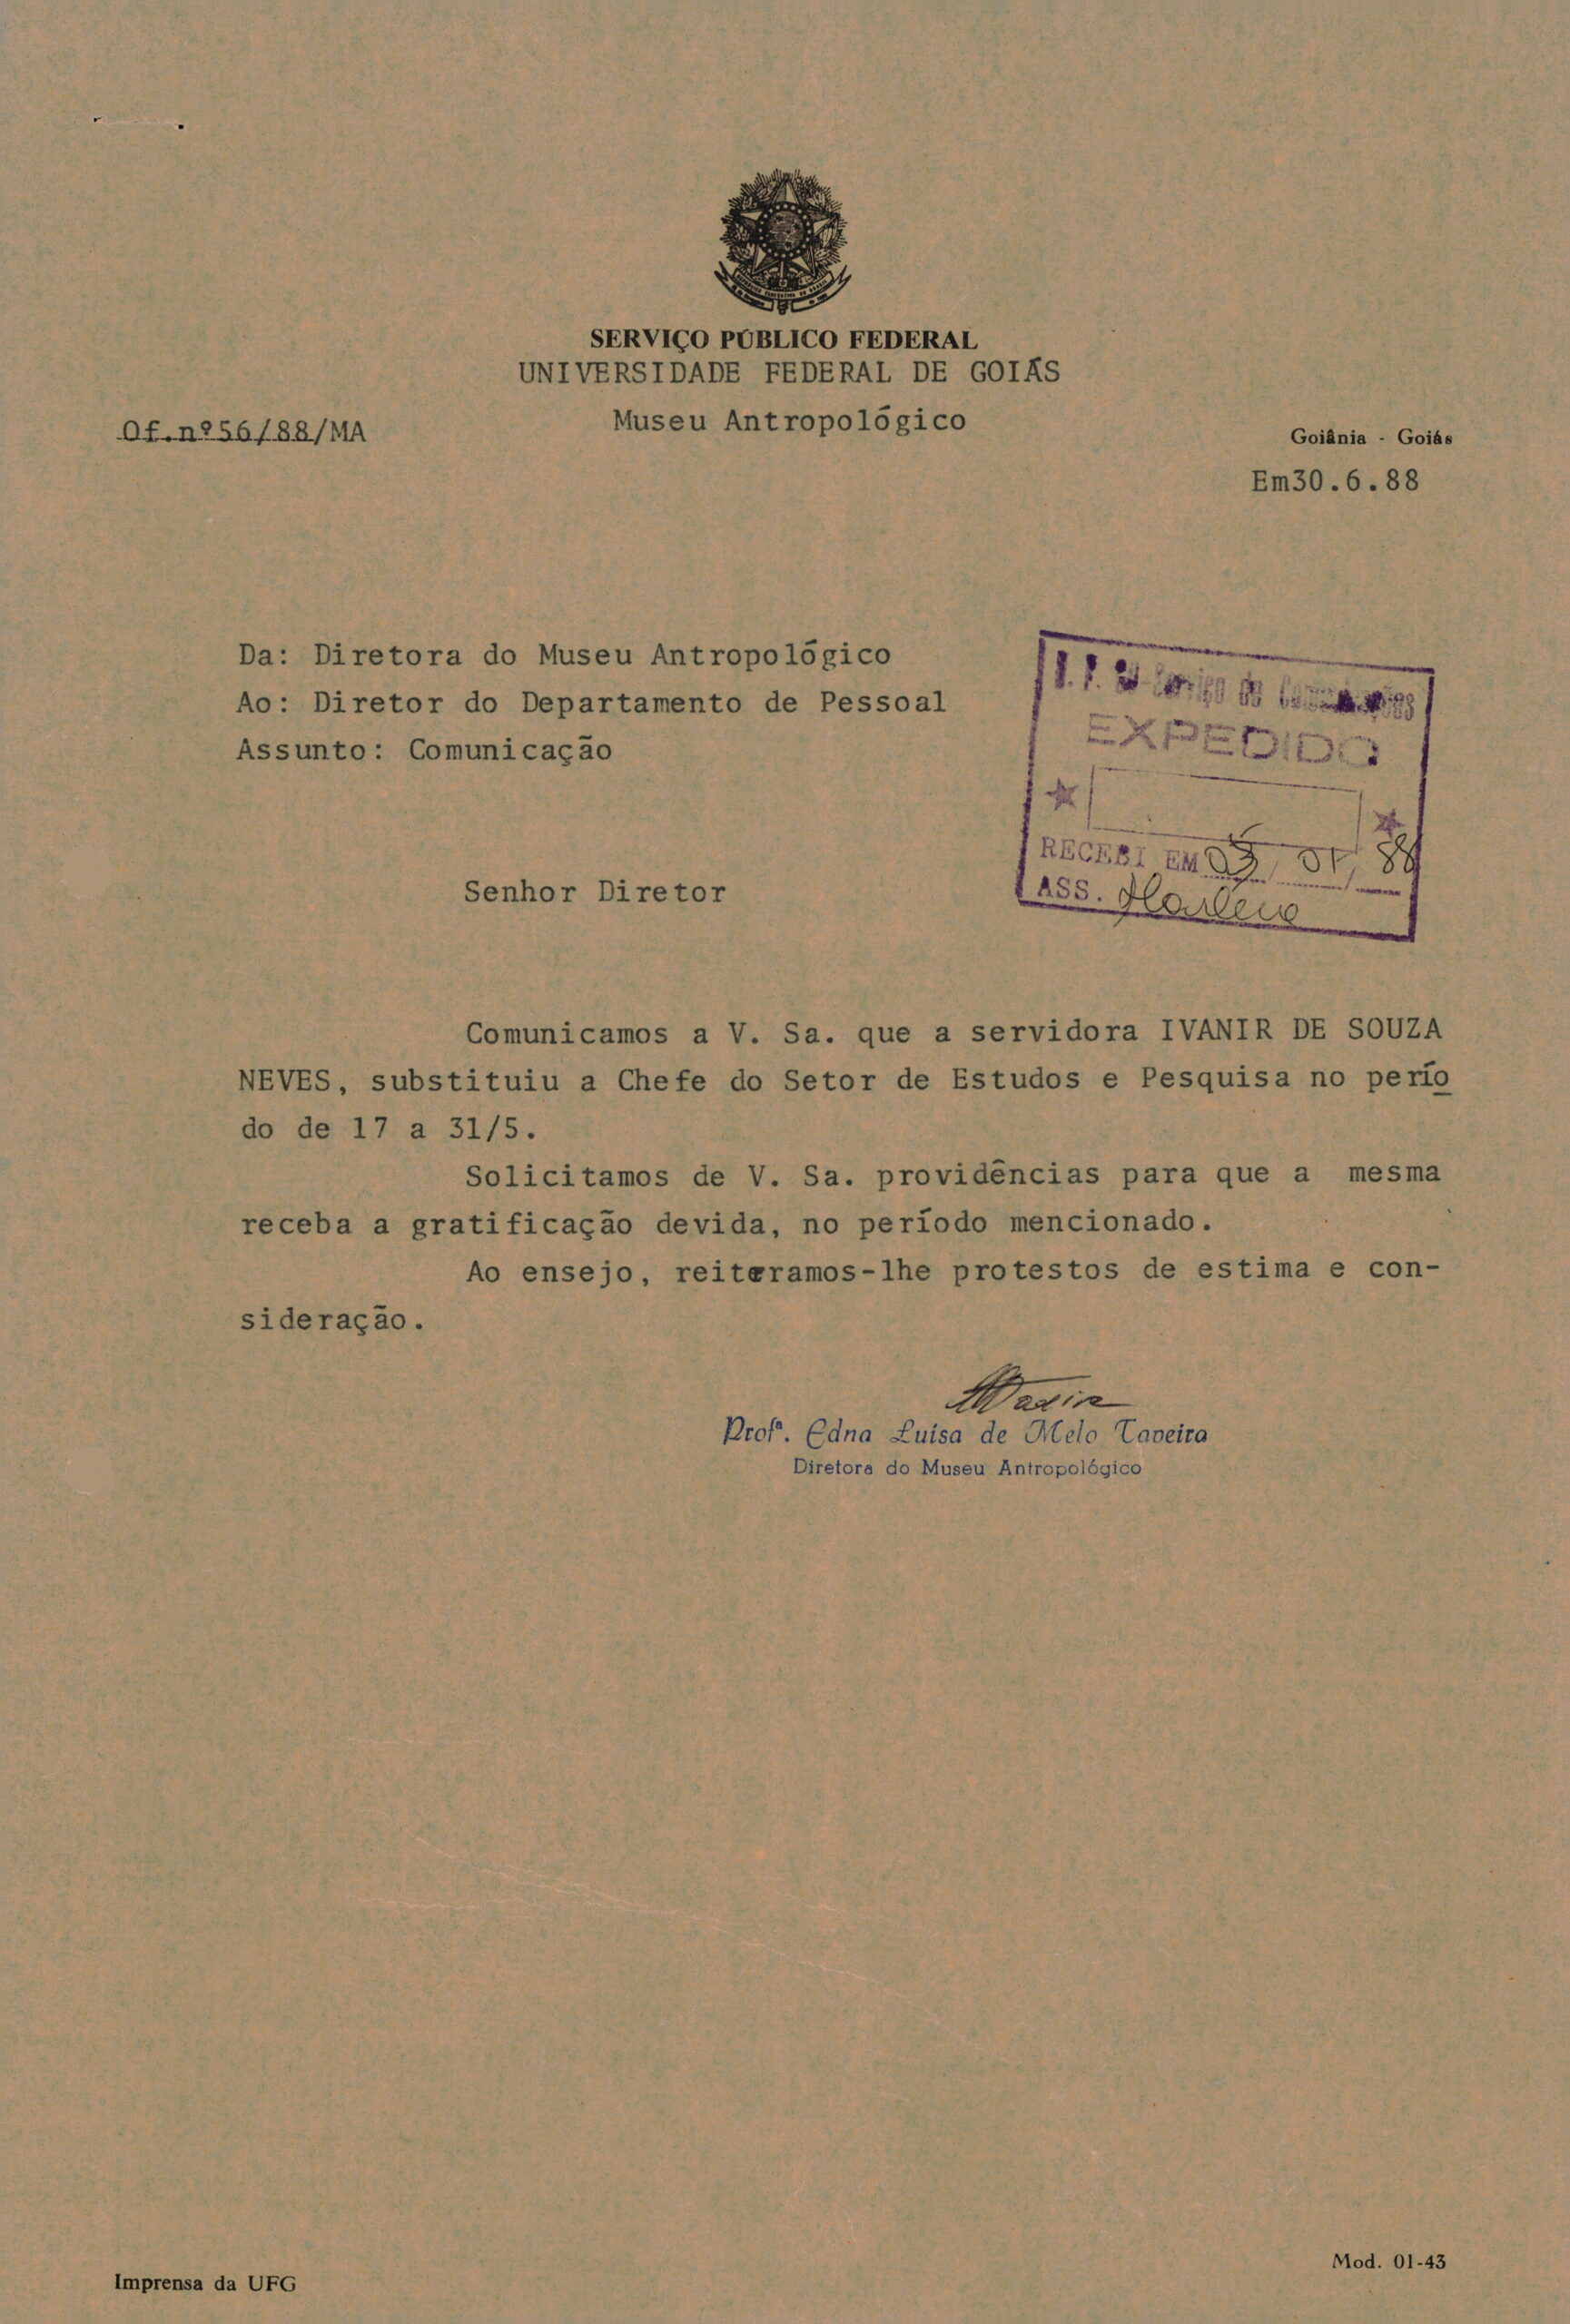 SERVIÇO PÚBLICO FEDERAL
UNIVERSIDADE FEDERAL DE GOIÁS
Museu Antropológico
Of.nº56/88/MA
Goiânia - Goiás
Em30.6.88
Da: Diretora do Museu Antropológico
Ao: Diretor do Departamento de Pessoal
Assunto: Comunicação
EXPEDIDO
RECEBI EM
ASS.
Senhor Diretor
Comunicamos a V. Sa. que a servidora IVANIR DE SOUZA
NEVES, substituiu a Chefe do Setor de Estudos e Pesquisa no perío
do de 17 a 31/5.
Solicitamos de V. Sa. providências para que a mesma
receba a gratificação devida, no período mencionado.
Ao ensejo, reiteramos-lhe protestos de estima e con-
sideração.
Profª. Edna Luísa de Melo Taveira
Diretora do Museu Antropológico
Mod. 01-43
Imprensa da UFG